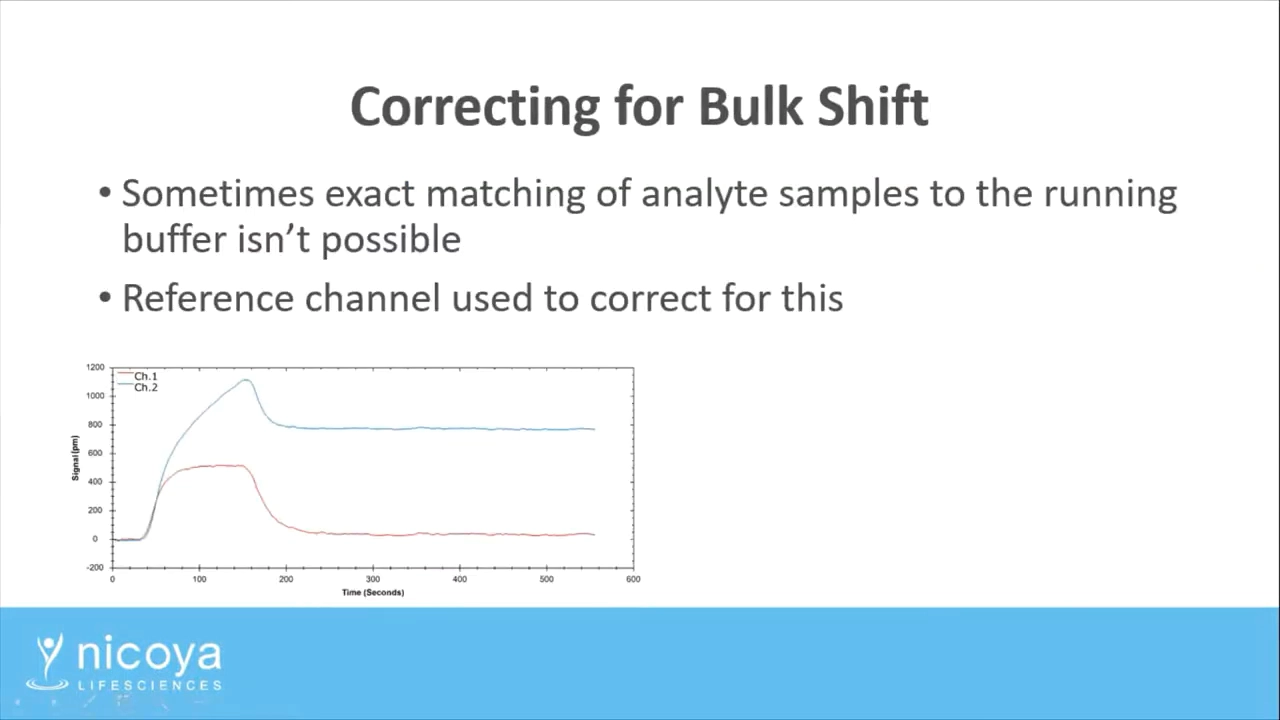 Correcting for Bulk Shift
• Sometimes exact matching of analyte samples to the running
buffer isn’t possible
• Reference channel used to correct for this
Ch.1
Ch.2
1200
1000
800
600
400
200
0
-200
Signal (pm)
0 100 200 300 400 500 600
Time (Seconds)
nicoya
LIFESCIENCES